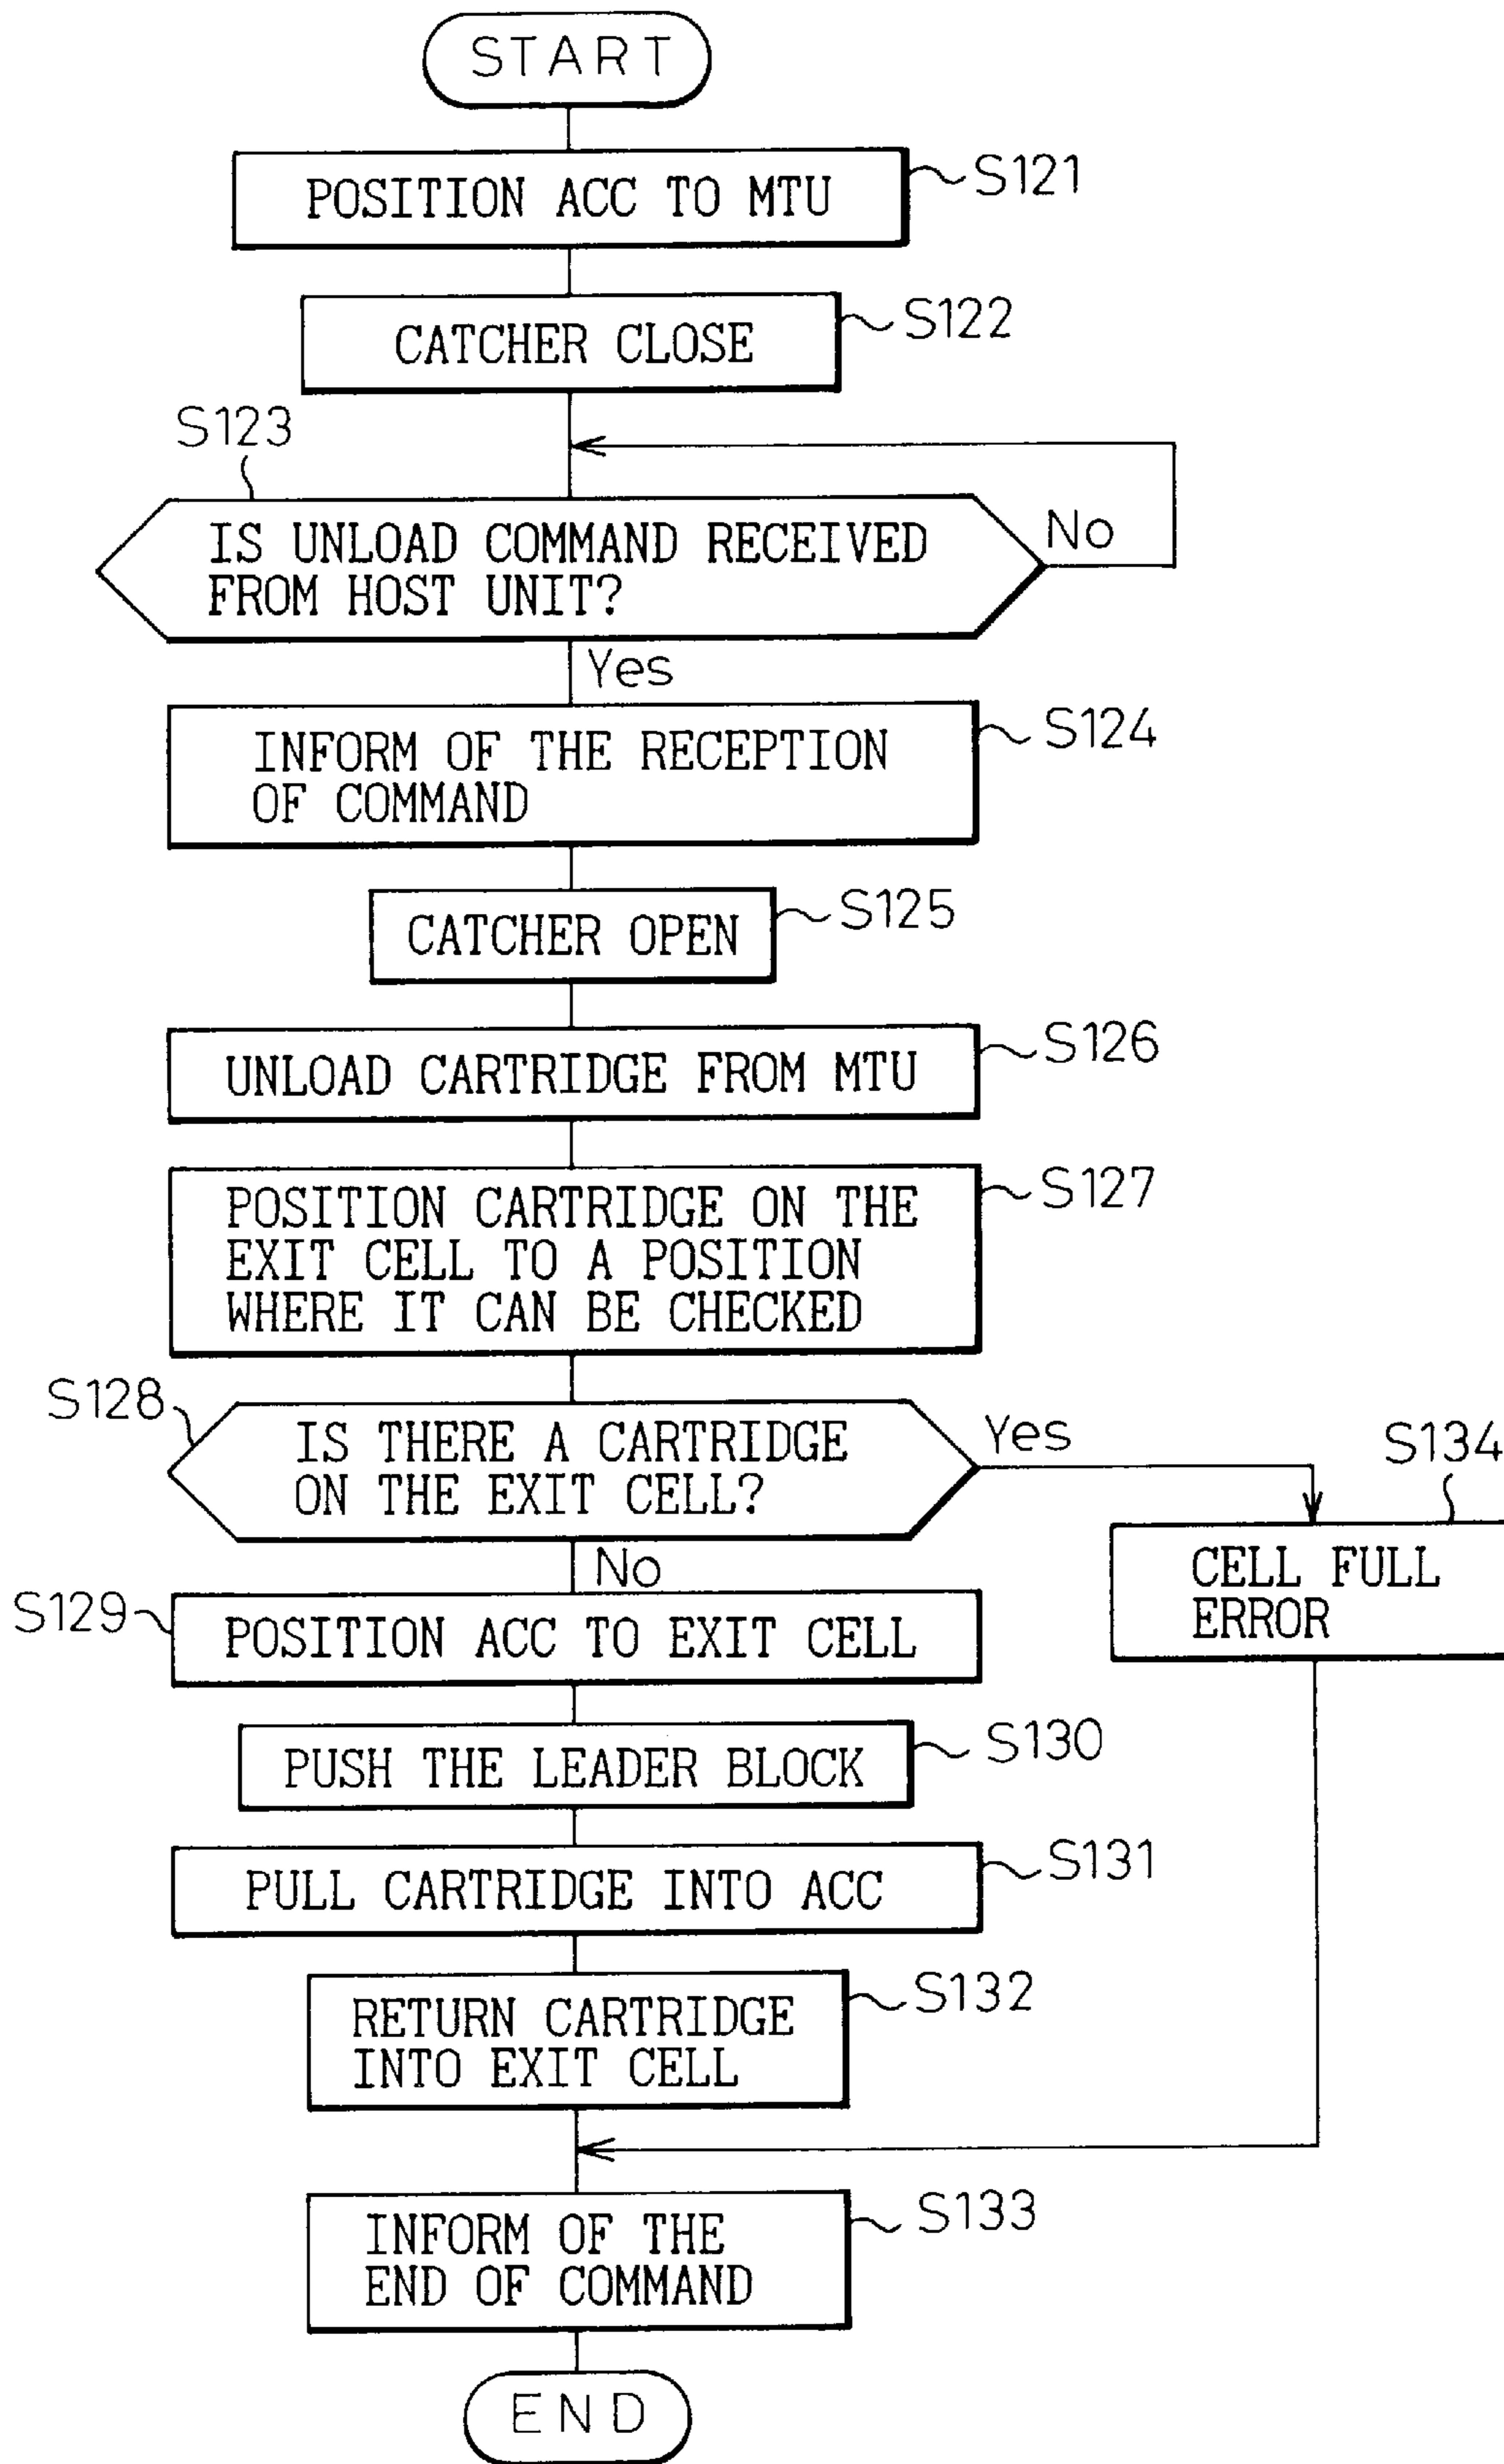 START
POSITION ACC TO MTU
S121
CATCHER CLOSE
S122
S123
IS UNLOAD COMMAND RECEIVED
FROM HOST UNIT?
No
Yes
INFORM OF THE RECEPTION
OF COMMAND
S124
CATCHER OPEN
S125
UNLOAD CARTRIDGE FROM MTU
S126
POSITION CARTRIDGE ON THE
EXIT CELL TO A POSITION
WHERE IT CAN BE CHECKED
S127
S128
IS THERE A CARTRIDGE
ON THE EXIT CELL?
Yes
S134
CELL FULL
ERROR
No
S129
POSITION ACC TO EXIT CELL
PUSH THE LEADER BLOCK
S130
PULL CARTRIDGE INTO ACC
S131
RETURN CARTRIDGE
INTO EXIT CELL
S132
INFORM OF THE
END OF COMMAND
S133
END